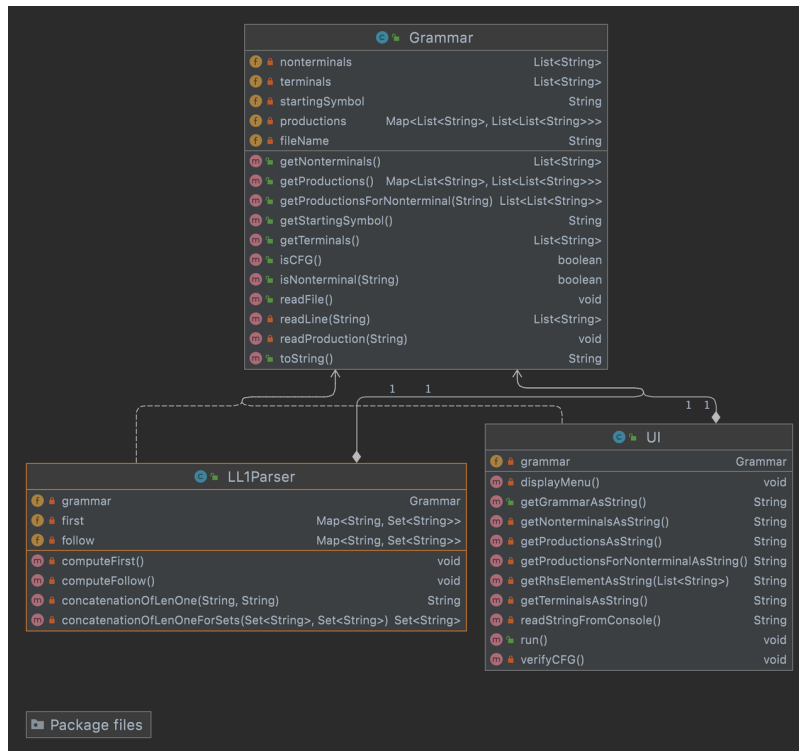 Grammar
nonterminals List<String>
terminals List<String>
startingSymbol String
productions Map<List<String>, List<List<String>>>
fileName String
getNonterminals() List<String>
getProductions() Map<List<String>, List<List<String>>>
getProductionsForNonterminal(String) List<List<String>>
getStartingSymbol() String
getTerminals() List<String>
isCFG() boolean
isNonterminal(String) boolean
readFile() void
readLine(String) List<String>
readProduction(String) void
toString() String
1 1
1 1
UI
grammar Grammar
displayMenu() void
getGrammarAsString() String
getNonterminalsAsString() String
getProductionsAsString() String
getProductionsForNonterminalAsString() String
getRhsElementAsString(List<String>) String
getTerminalsAsString() String
readStringFromConsole() String
run() void
verifyCFG() void
LL1Parser
grammar Grammar
first Map<String, Set<String>>
follow Map<String, Set<String>>
computeFirst() void
computeFollow() void
concatenationOfLenOne(String, String) String
concatenationOfLenOneForSets(Set<String>, Set<String>) Set<String>
Package files